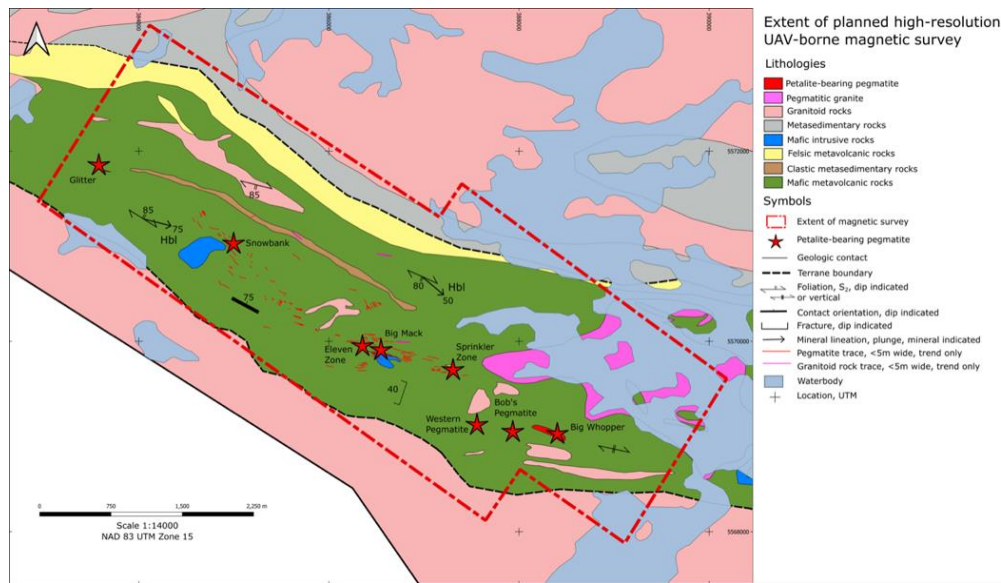 Extent of planned high-resolution
UAV-borne magnetic survey
Lithologies
Petalite-bearing pegmatite
Pegmatitic granite
Granitoid rocks
Metasedimentary rocks
Mafic intrusive rocks
Felsic metavolcanic rocks
Clastic metasedimentary rocks
Mafic metavolcanic rocks
Symbols
Extent of magnetic survey
Petalite-bearing pegmatite
Geologic contact
Terrane boundary
Foliation, S2, dip indicated
or vertical
Contact orientation, dip indicated
Fracture, dip indicated
Mineral lineation, plunge, mineral indicated
Pegmatite trace, <5m wide, trend only
Granitoid rock trace, <5m wide, trend only
Waterbody
Location, UTM
5572000
Glitter
85
85
75
Hbl
Snowbank
80
Hbl
50
75
5570000
Big Mack
Eleven
Zone
Sprinkler
Zone
40
Bob's
Pegmatite
Western
Pegmatite
Big Whopper
5568000
0
750
1,500
2,250 m
Scale 1:14000
NAD 83 UTM Zone 15